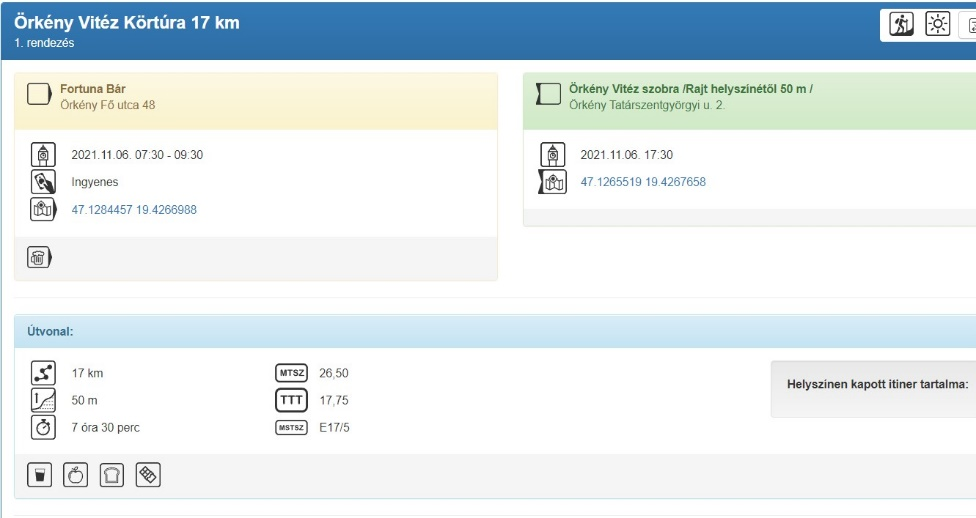 Örkény Vitéz Körtúra 17 km
1. rendezés
Fortuna Bár
Örkény Fő utca 48
2021.11.06. 07:30 - 09:30
Ingyenes
47.1284457 19.4266988
Örkény Vitéz szobra /Rajt helyszínétől 50 m /
Örkény Tatárszentgyörgyi u. 2.
2021.11.06. 17:30
47.1265519 19.4267658
Útvonal:
17 km
50 m
7 óra 30 perc
MTSZ 26,50
TTT 17,75
MSTSZ E17/5
Helyszínen kapott itiner tartalma: